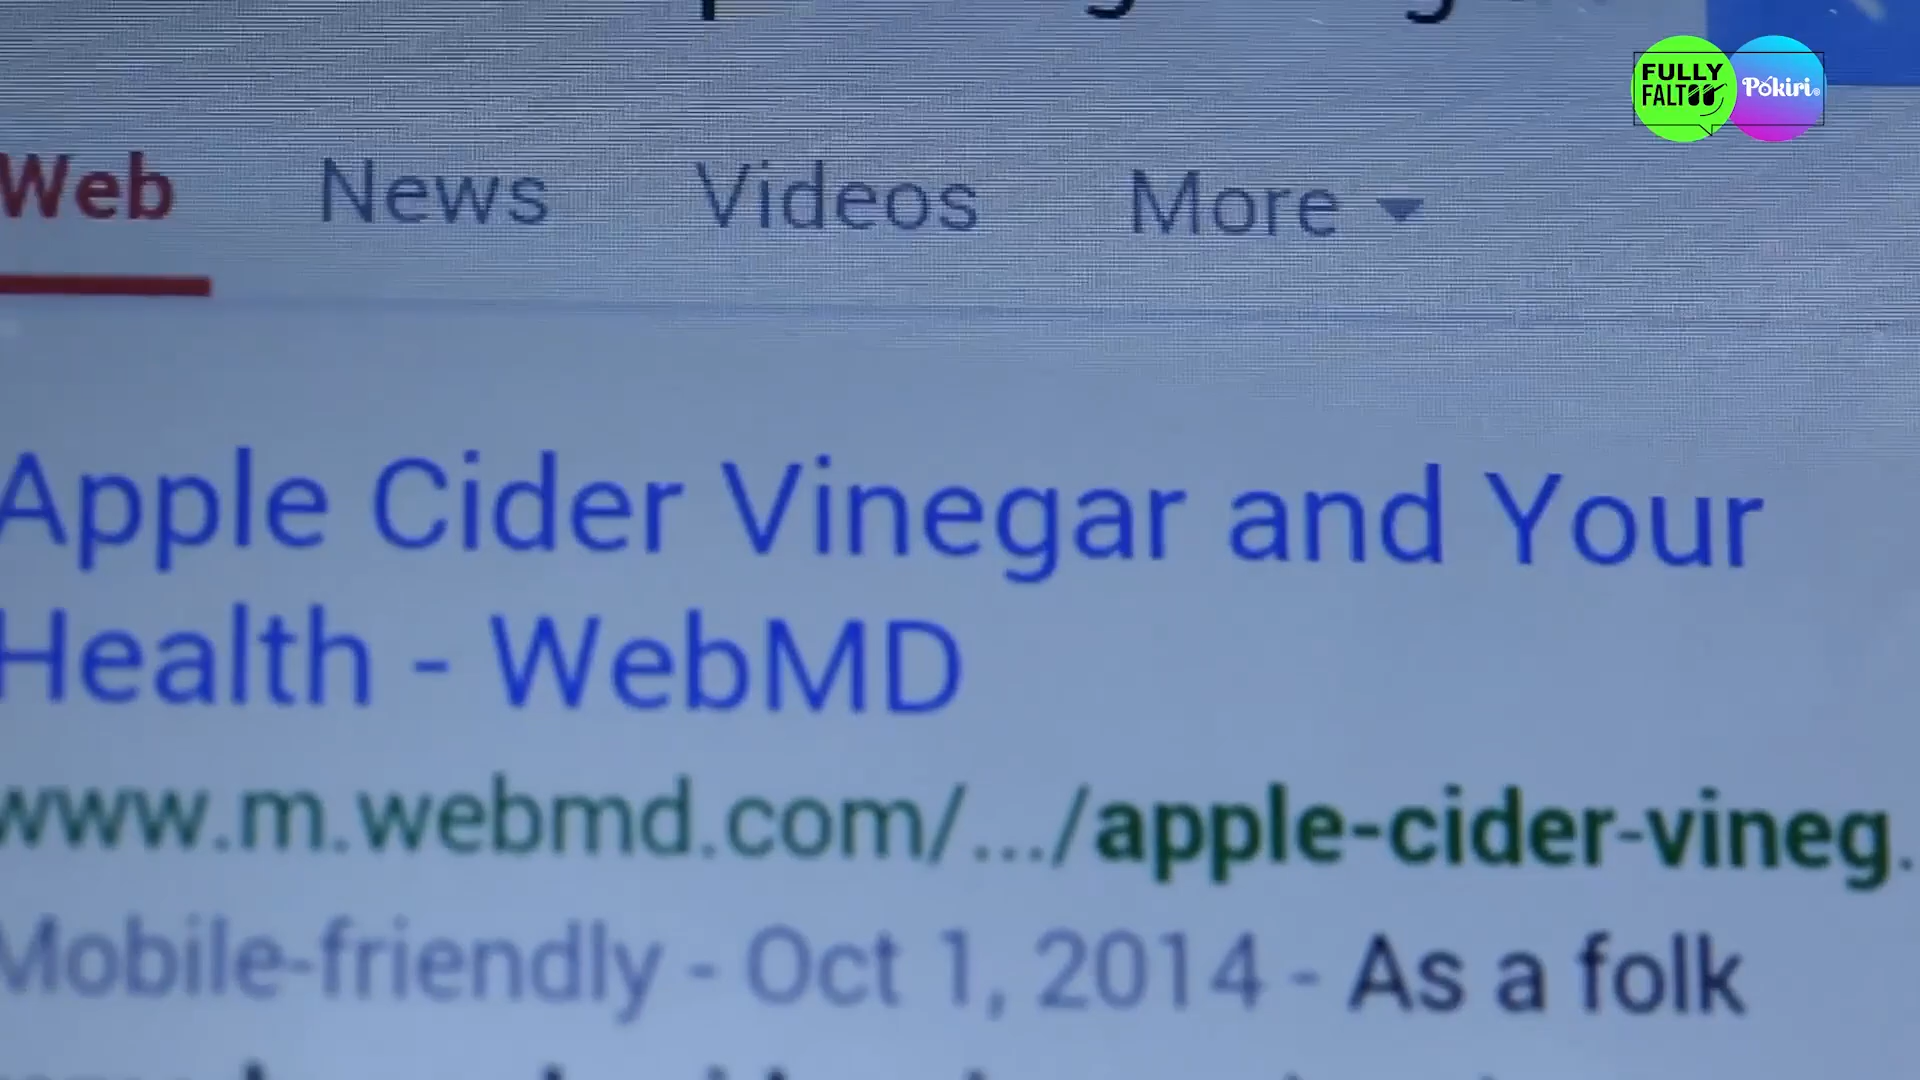 FULLY
FALTOO
Pókiri
Web News Videos More
Apple Cider Vinegar and Your
Health - WebMD
www.m.webmd.com/.../apple-cider-vineg.
Mobile-friendly - Oct 1, 2014 - As a folk